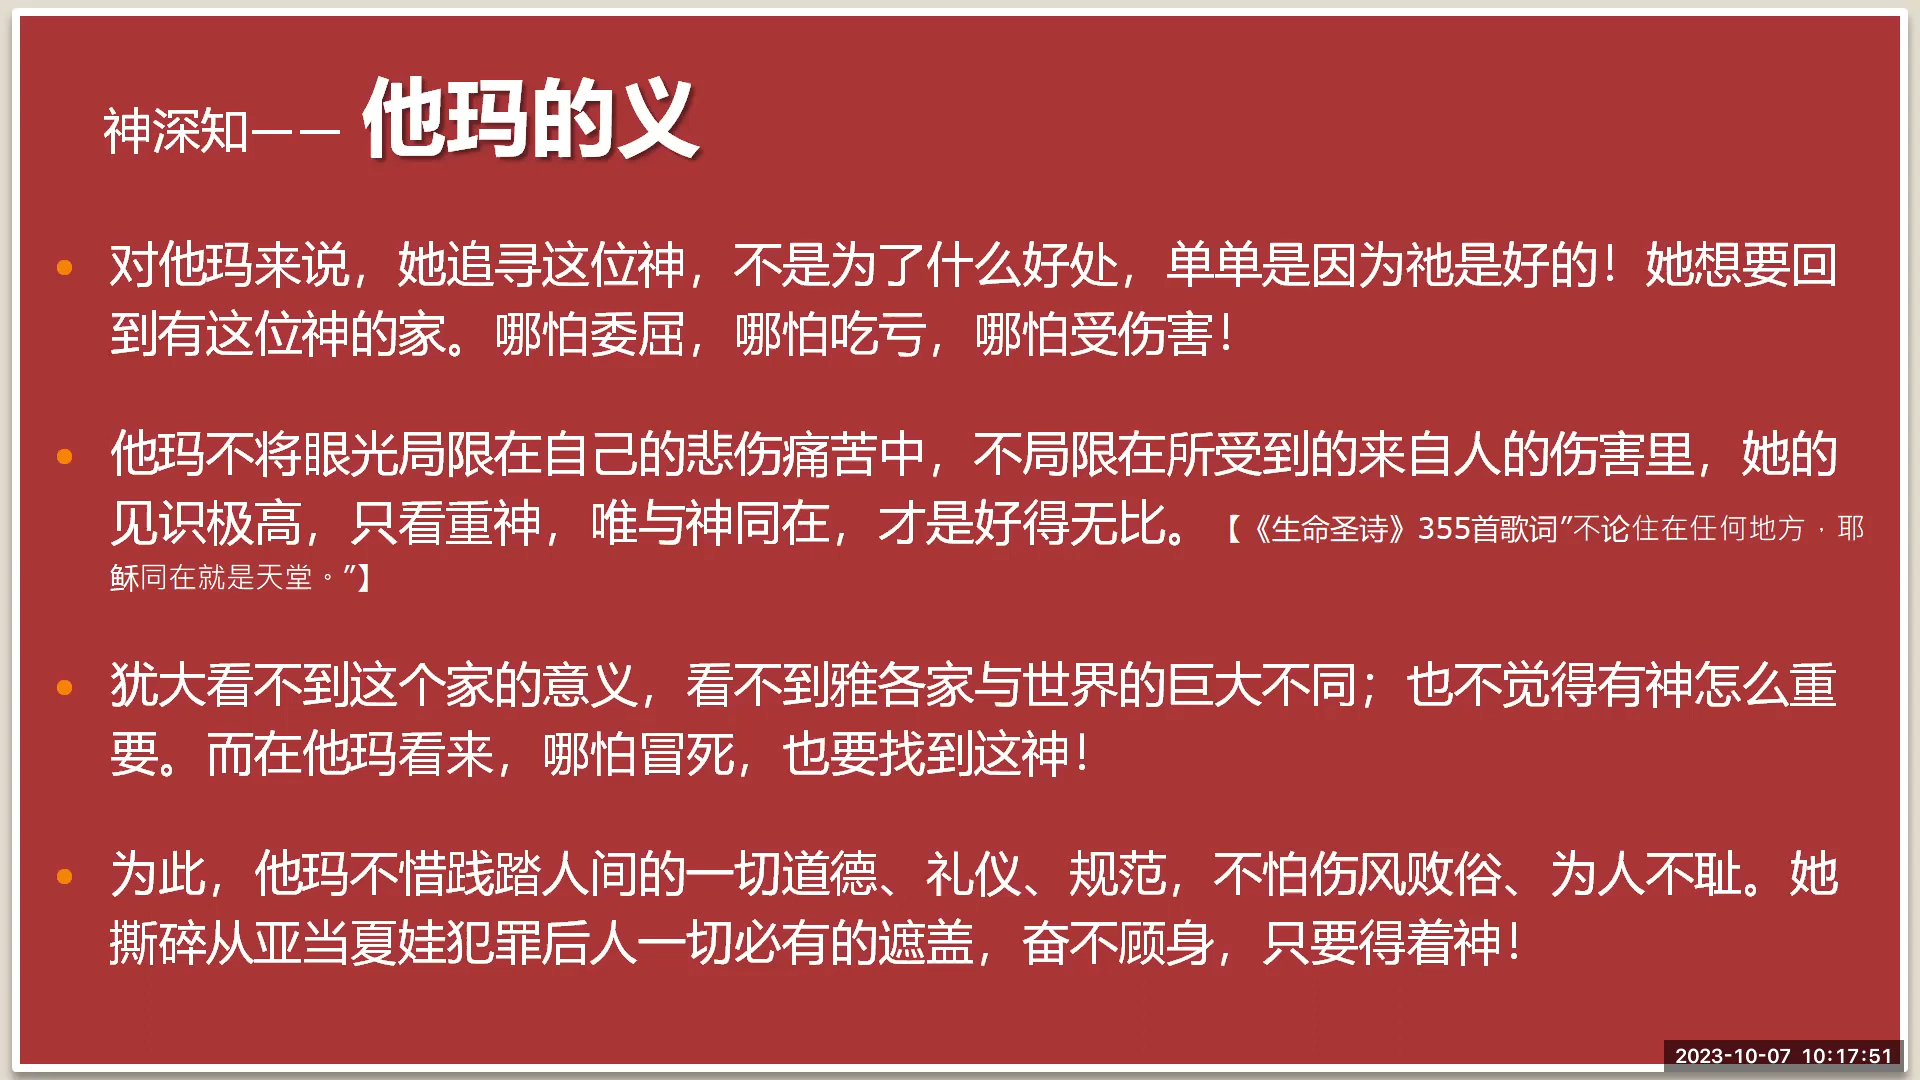 神深知—— 他玛的义
对他玛来说，她追寻这位神，不是为了什么好处，单单是因为祂是好的！她想要回
到有这位神的家。哪怕委屈，哪怕吃亏，哪怕受伤害！
他玛不将眼光局限在自己的悲伤痛苦中，不局限在所受到的来自人的伤害里，她的
见识极高，只看重神，唯与神同在，才是好得无比。【《生命圣诗》355首歌词”不论住在任何地方，耶
稣同在就是天堂。”】
犹大看不到这个家的意义，看不到雅各家与世界的巨大不同；也不觉得有神怎么重
要。而在他玛看来，哪怕冒死，也要找到这神！
为此，他玛不惜践踏人间的一切道德、礼仪、规范，不怕伤风败俗、为人不耻。她
撕碎从亚当夏娃犯罪后人一切必有的遮盖，奋不顾身，只要得着神！
2023-10-07 10:17:51